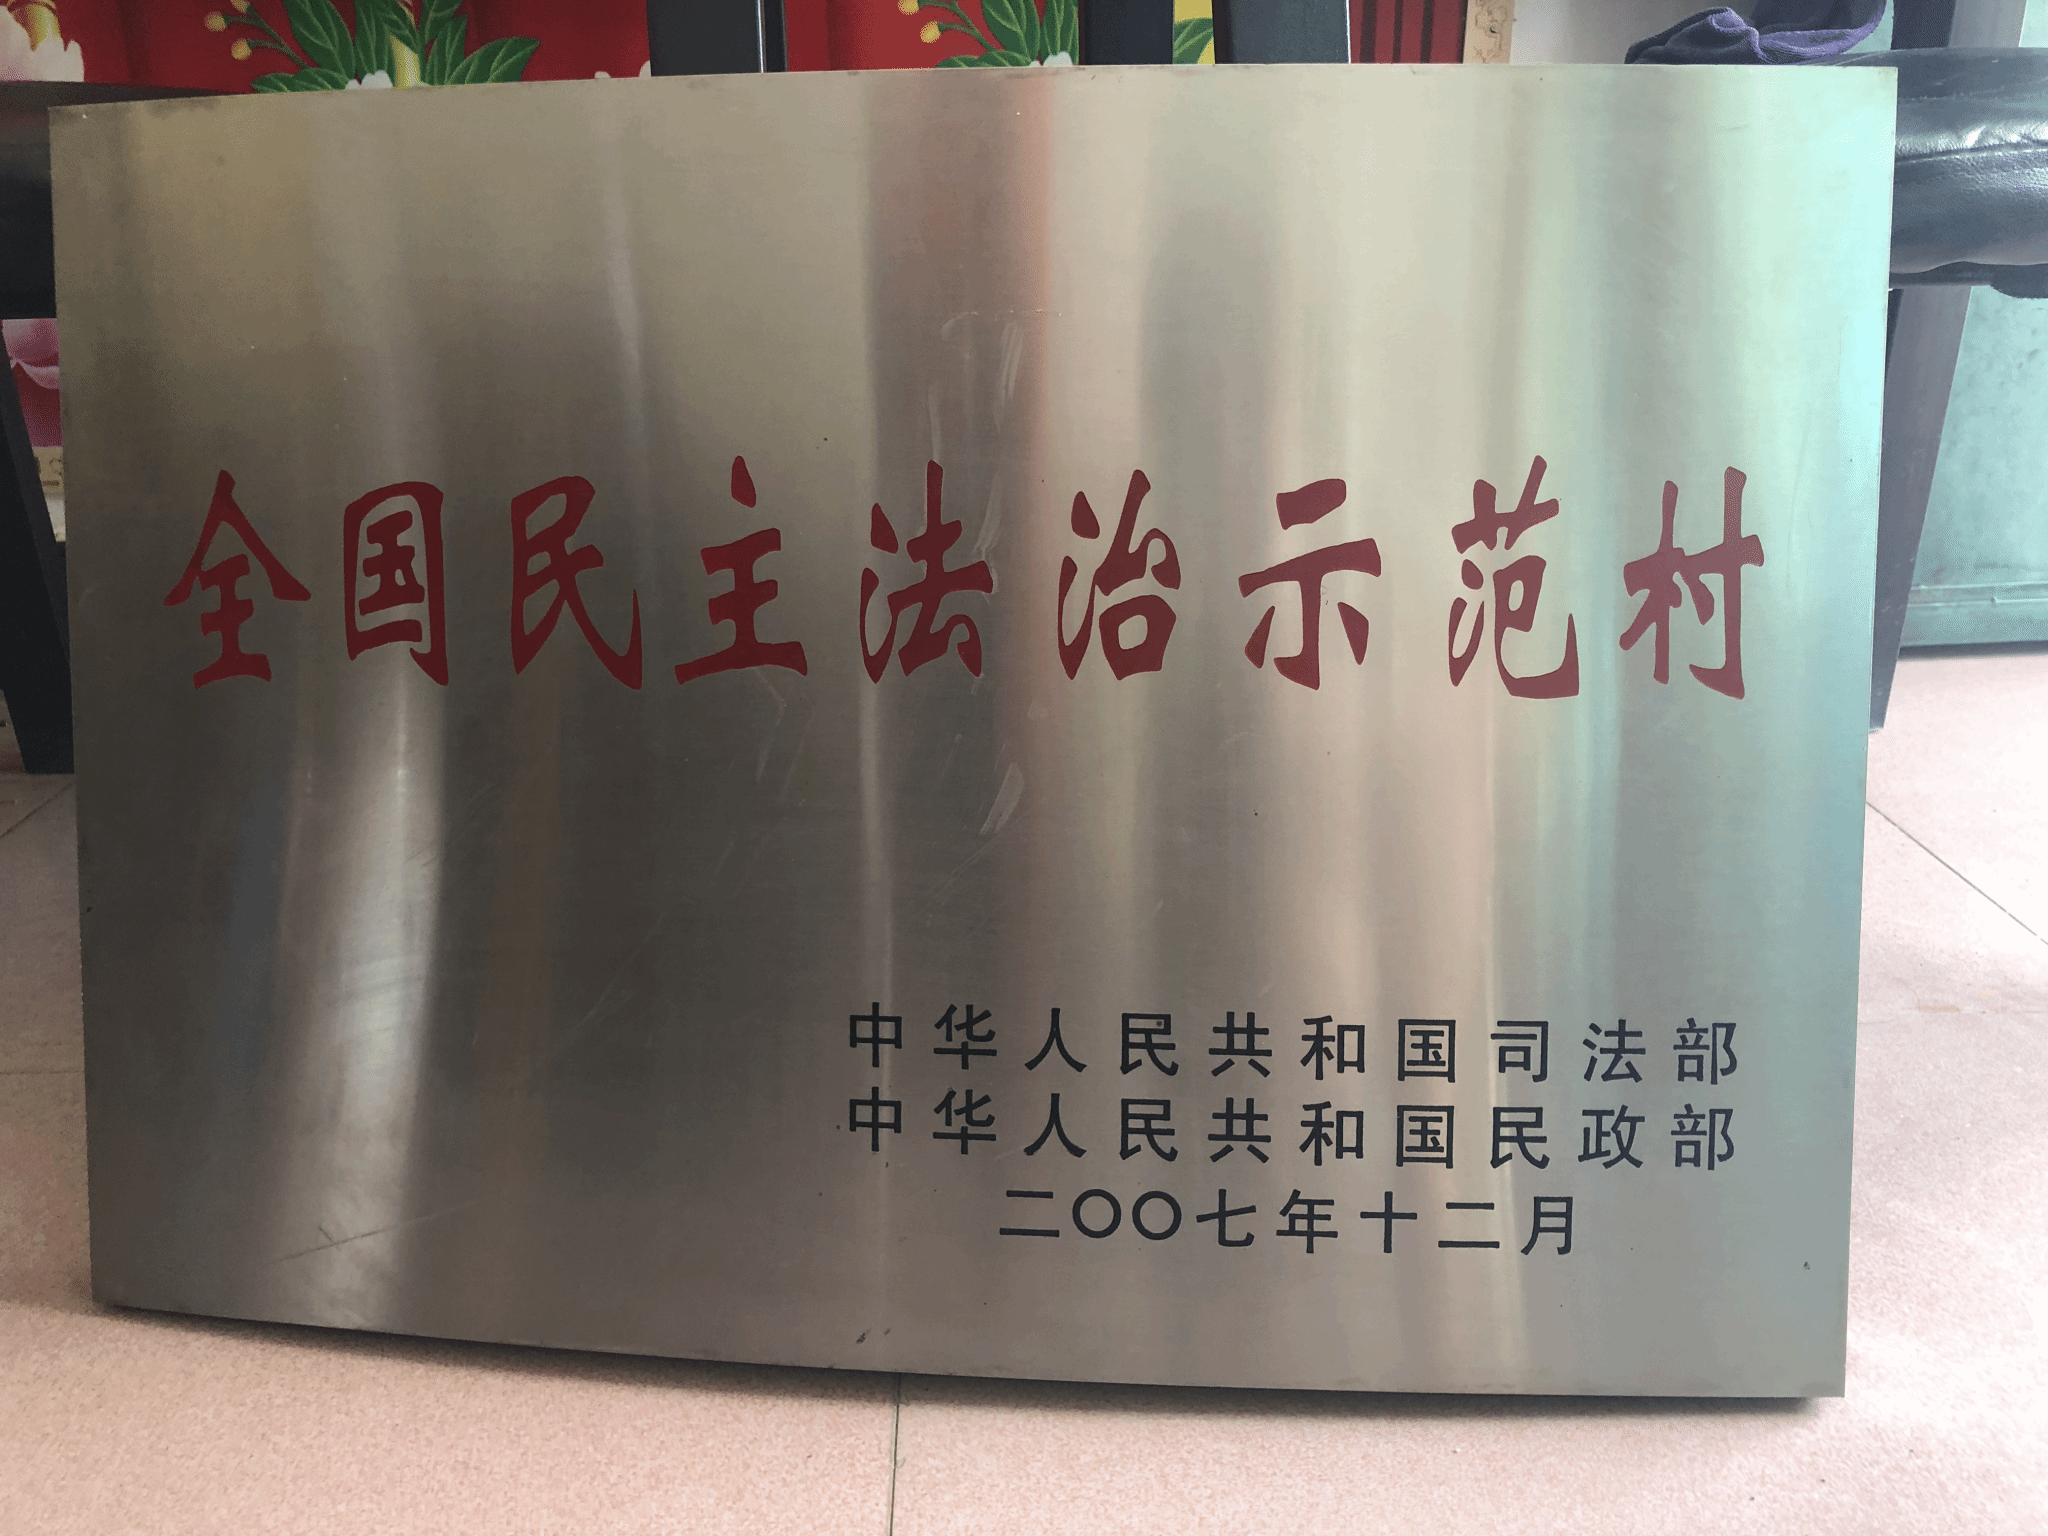 全国民主法治示范村
中华人民共和国司法部
中华人民共和国民政部
二〇〇七年十二月